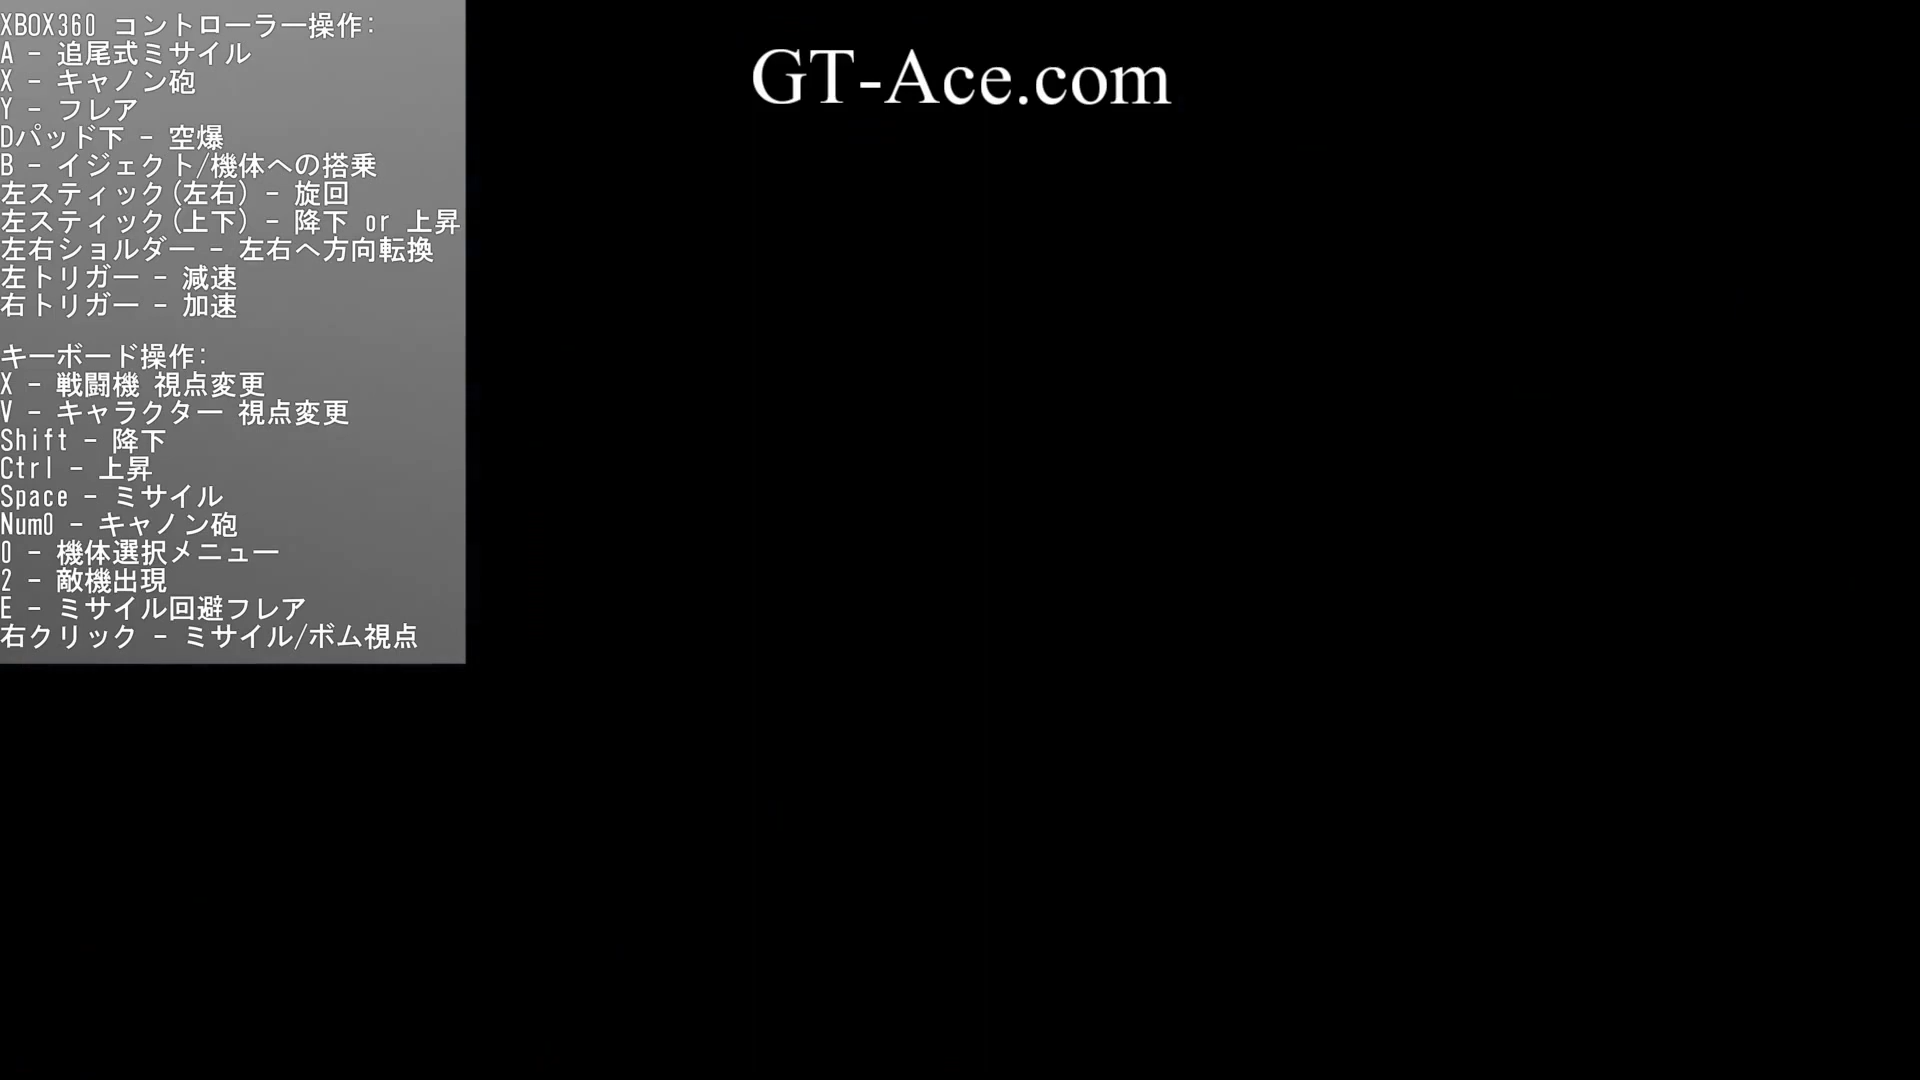 XBOX360 コントローラー操作:
A - 追尾式ミサイル
X - キャノン砲
Y - フレア
Dパッド下 - 空爆
B - イジェクト/機体への搭乗
左スティック(左右) - 旋回
左スティック(上下) - 降下 or 上昇
左右ショルダー - 左右へ方向転換
左トリガー - 減速
右トリガー - 加速
キーボード操作:
X - 戦闘機 視点変更
V - キャラクター 視点変更
Shift - 降下
Ctrl - 上昇
Space - ミサイル
Num0 - キャノン砲
0 - 機体選択メニュー
2 - 敵機出現
E - ミサイル回避フレア
右クリック - ミサイル/ボム視点
GT-Ace.com